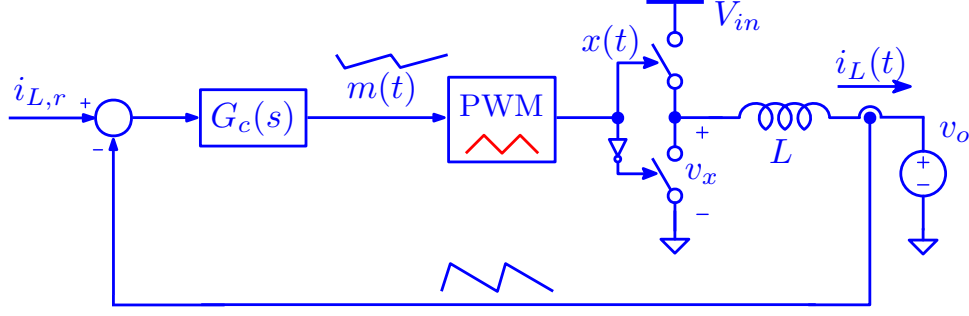 V_{in}
x(t)
i_L(t)
i_{L,r}
+
m(t)
G_c(s)
PWM
+
v_o
-
L
v_x
+
-
-